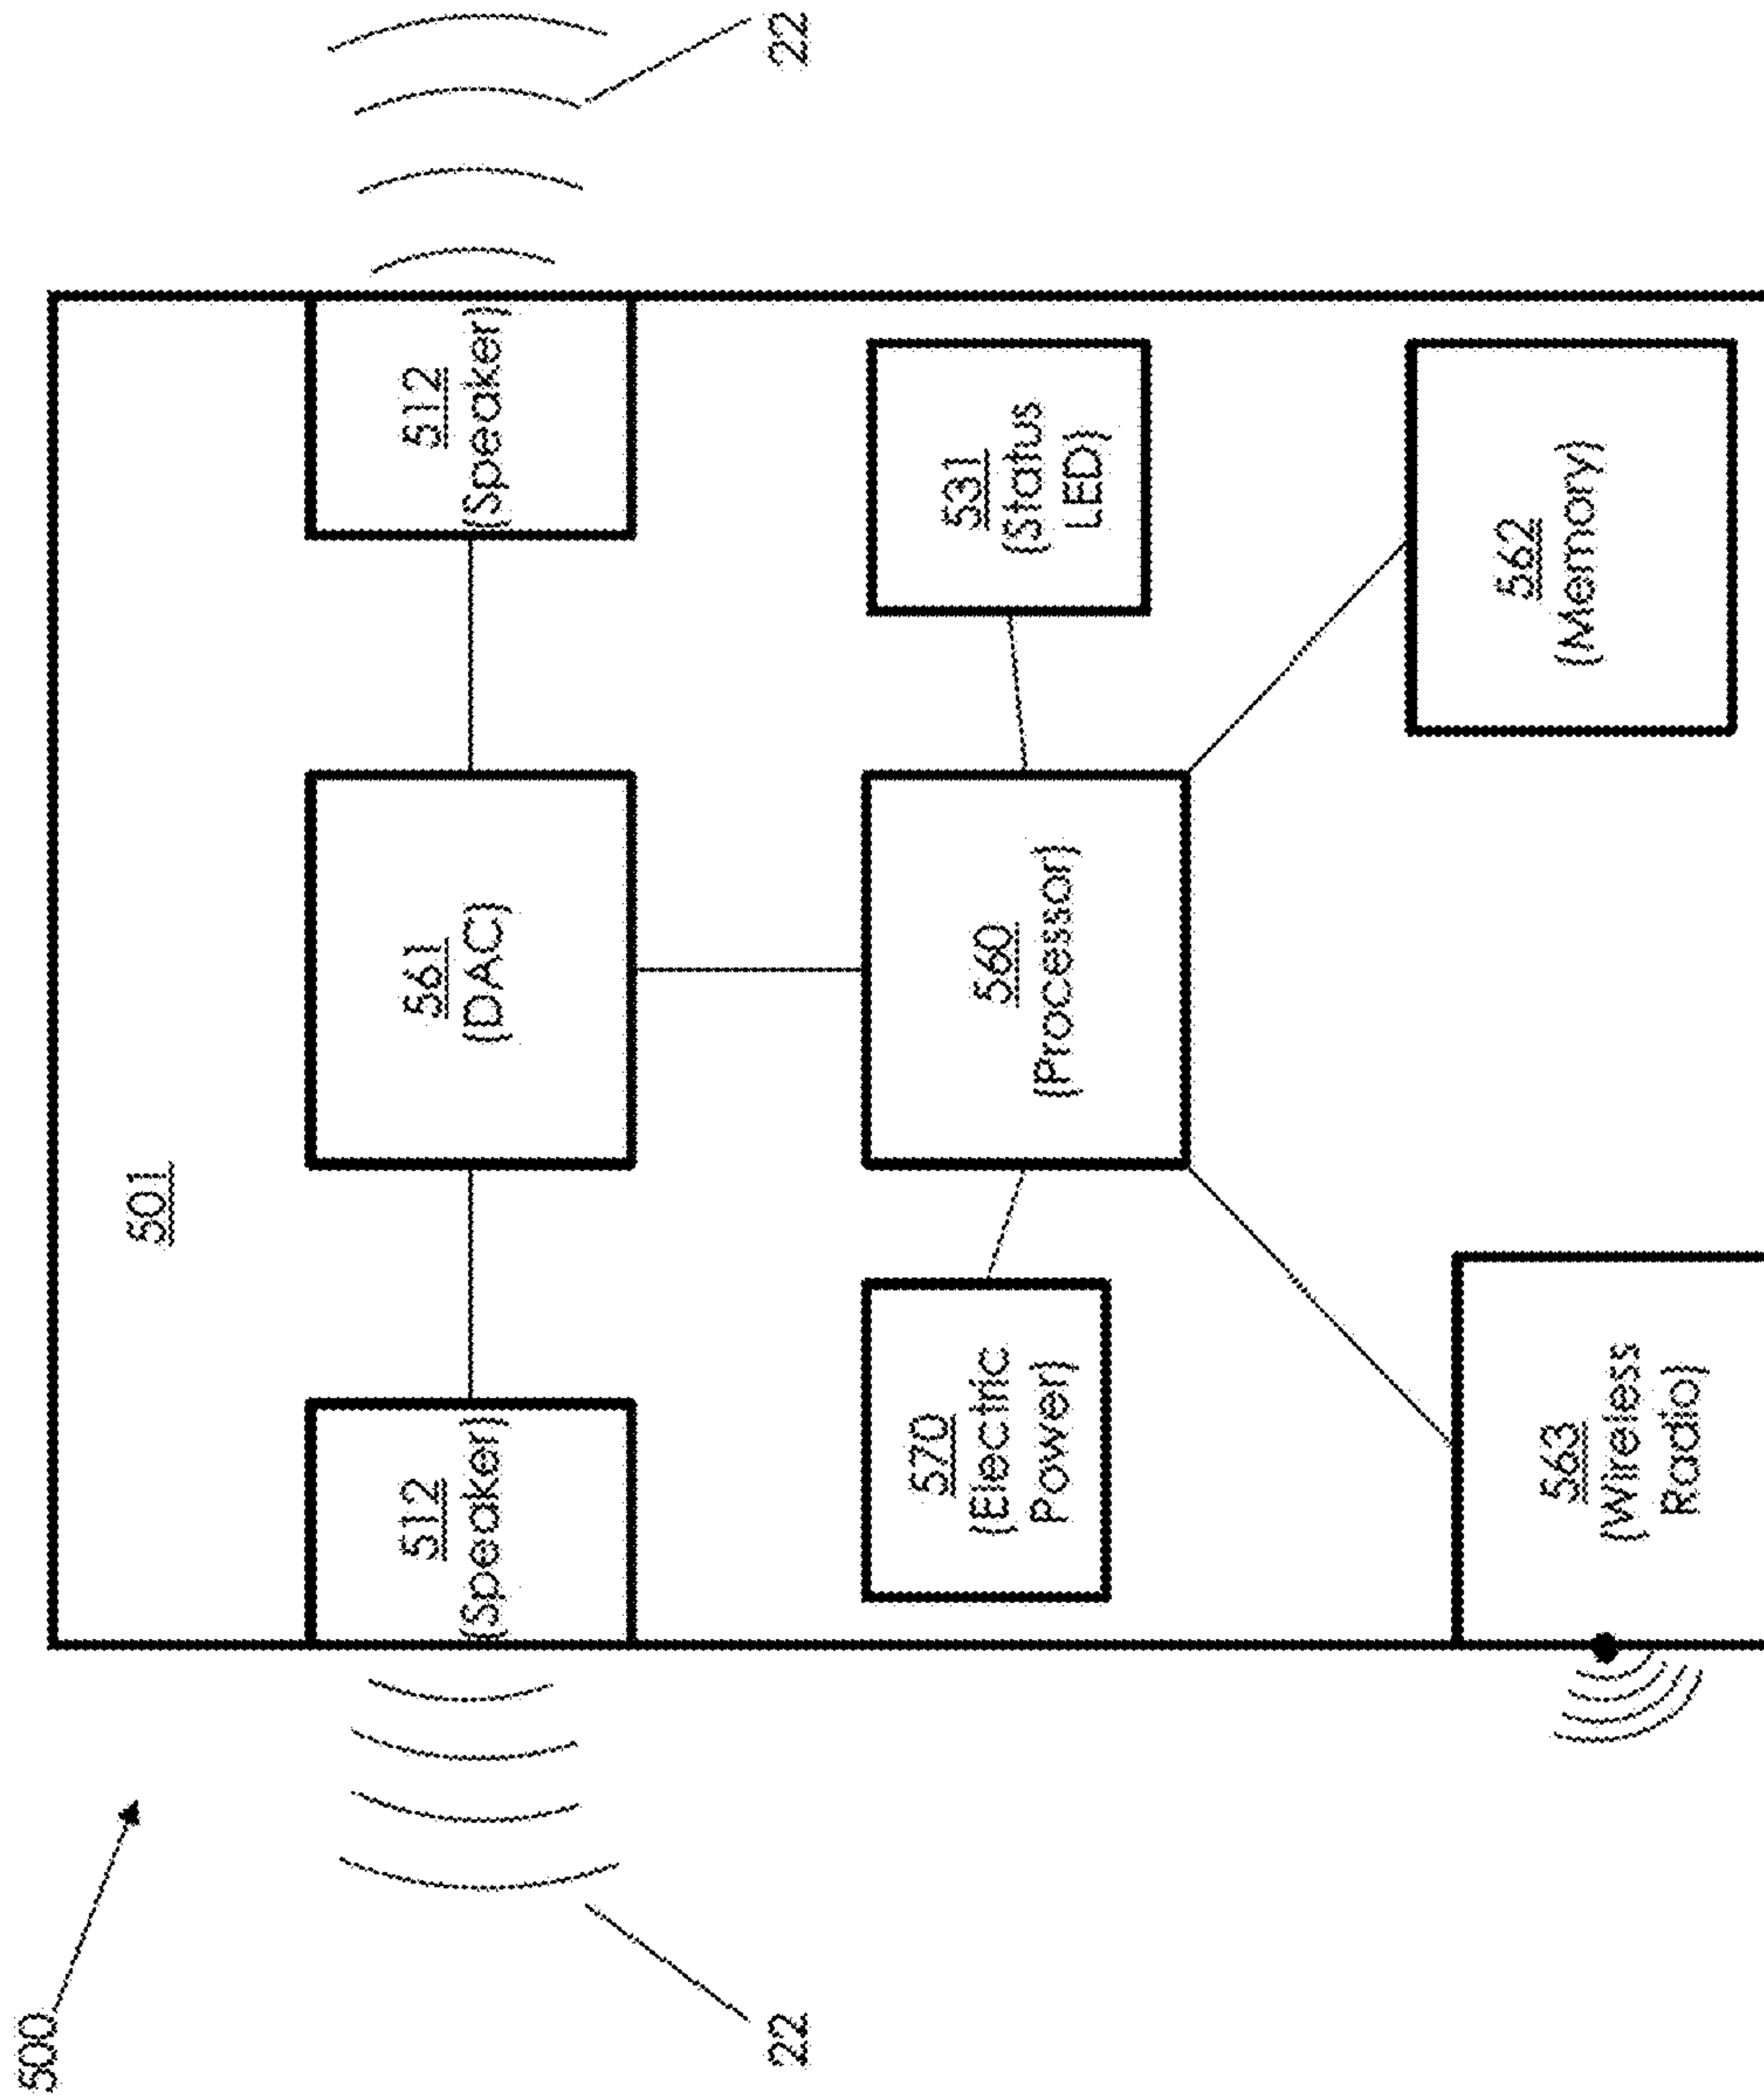 500
22
22
501
512
(Speaker)
561
(DAC)
512
(Speaker)
570
(Electric
Power)
560
(Processor)
531
(Status
LED)
563
(Wireless
Radio)
562
(Memory)